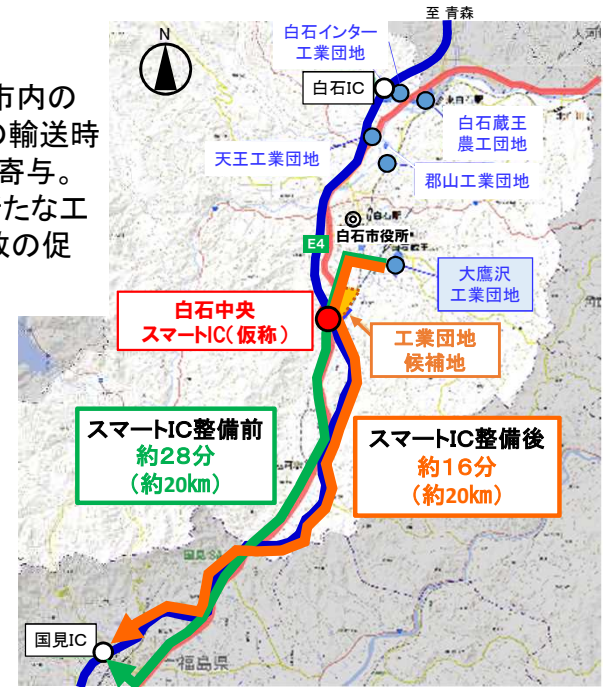 市内の
の輸送時
寄与。
たな工
致の促
至 青森
N
白石インター
工業団地
白石IC
白石蔵王
農工団地
天王工業団地
郡山工業団地
白石市役所
E4
大鷹沢
工業団地
白石中央
スマートIC(仮称)
工業団地
候補地
スマートIC整備前
約28分
(約20km)
スマートIC整備後
約16分
(約20km)
国見SA
国見IC
福島県